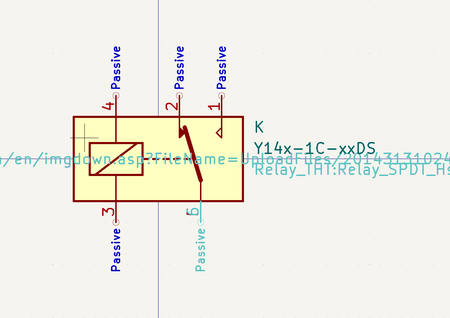 Passive
Passive
Passive
4
2
1
K
Y14x-1C-xxDS
/en/imgdown.asp?FileName=UploadFiles/20143131024
Relay_THT:Relay_SPDT_Hs
3
Passive
Passive